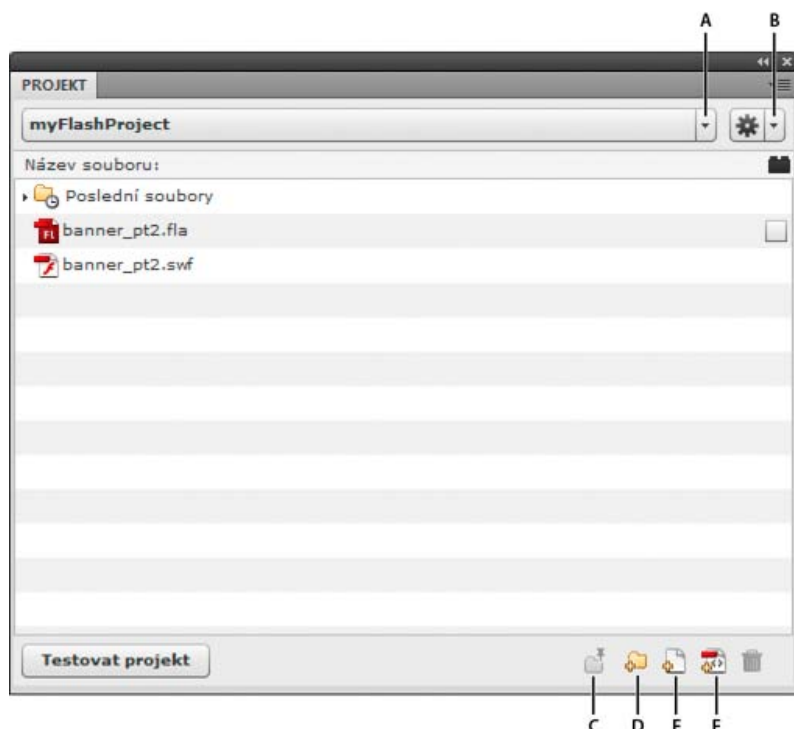 A B
PROJEKT
myFlashProject
Název souboru:
Poslední soubory
banner_pt2.fla
banner_pt2.swf
Testovat projekt
C D E F